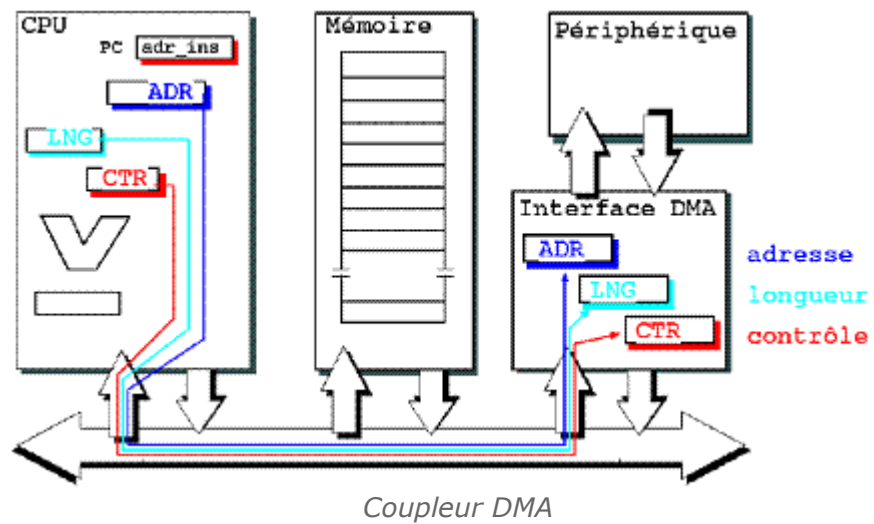 CPU
PC adr_ins
ADR
LNG
CTR
Mémoire
Périphérique
Interface DMA
ADR
LNG
CTR
adresse
longueur
contrôle
Coupleur DMA